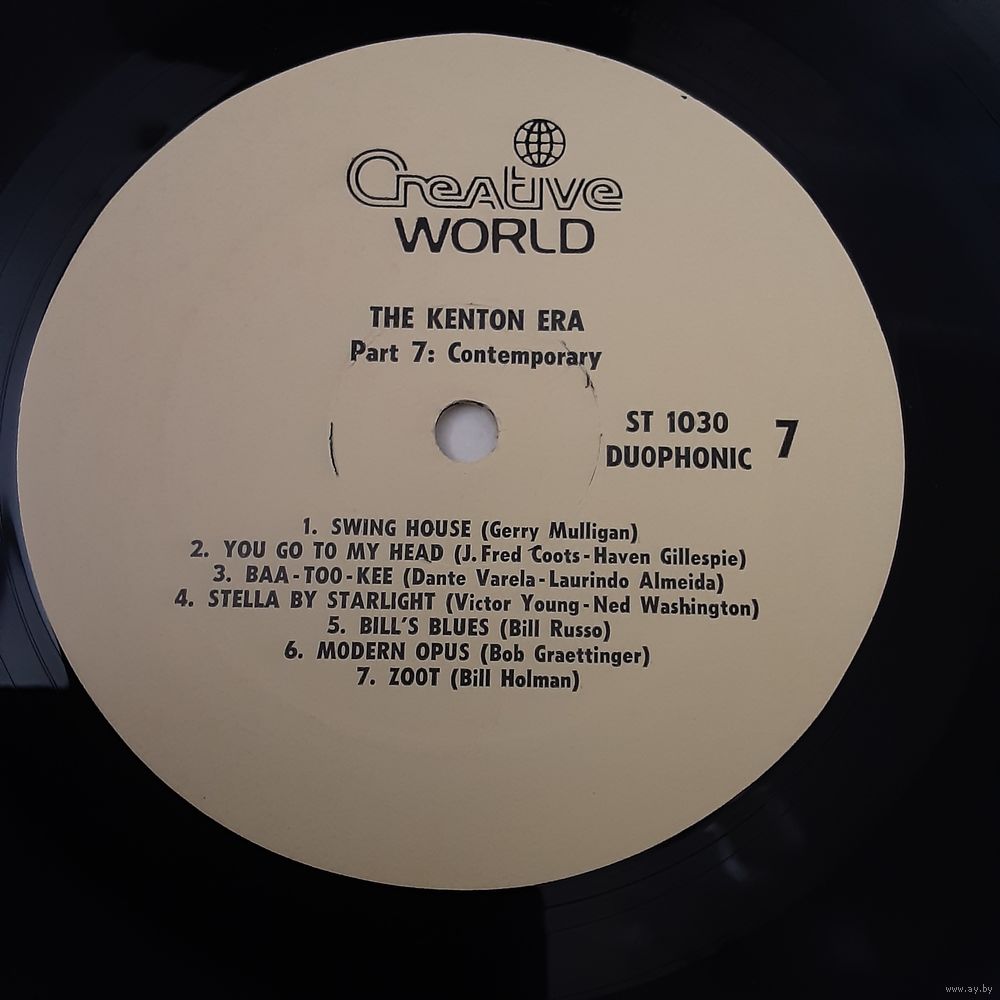 Creative
WORLD
THE KENTON ERA
Part 7: Contemporary
ST 1030
DUOPHONIC
7
1. SWING HOUSE (Gerry Mulligan)
2. YOU GO TO MY HEAD (J. Fred Coots-Haven Gillespie)
3. BAA-TOO-KEE (Dante Varela-Laurindo Almeida)
4. STELLA BY STARLIGHT (Victor Young-Ned Washington)
5. BILL'S BLUES (Bill Russo)
6. MODERN OPUS (Bob Graettinger)
7. ZOOT (Bill Holman)
www.ay.by